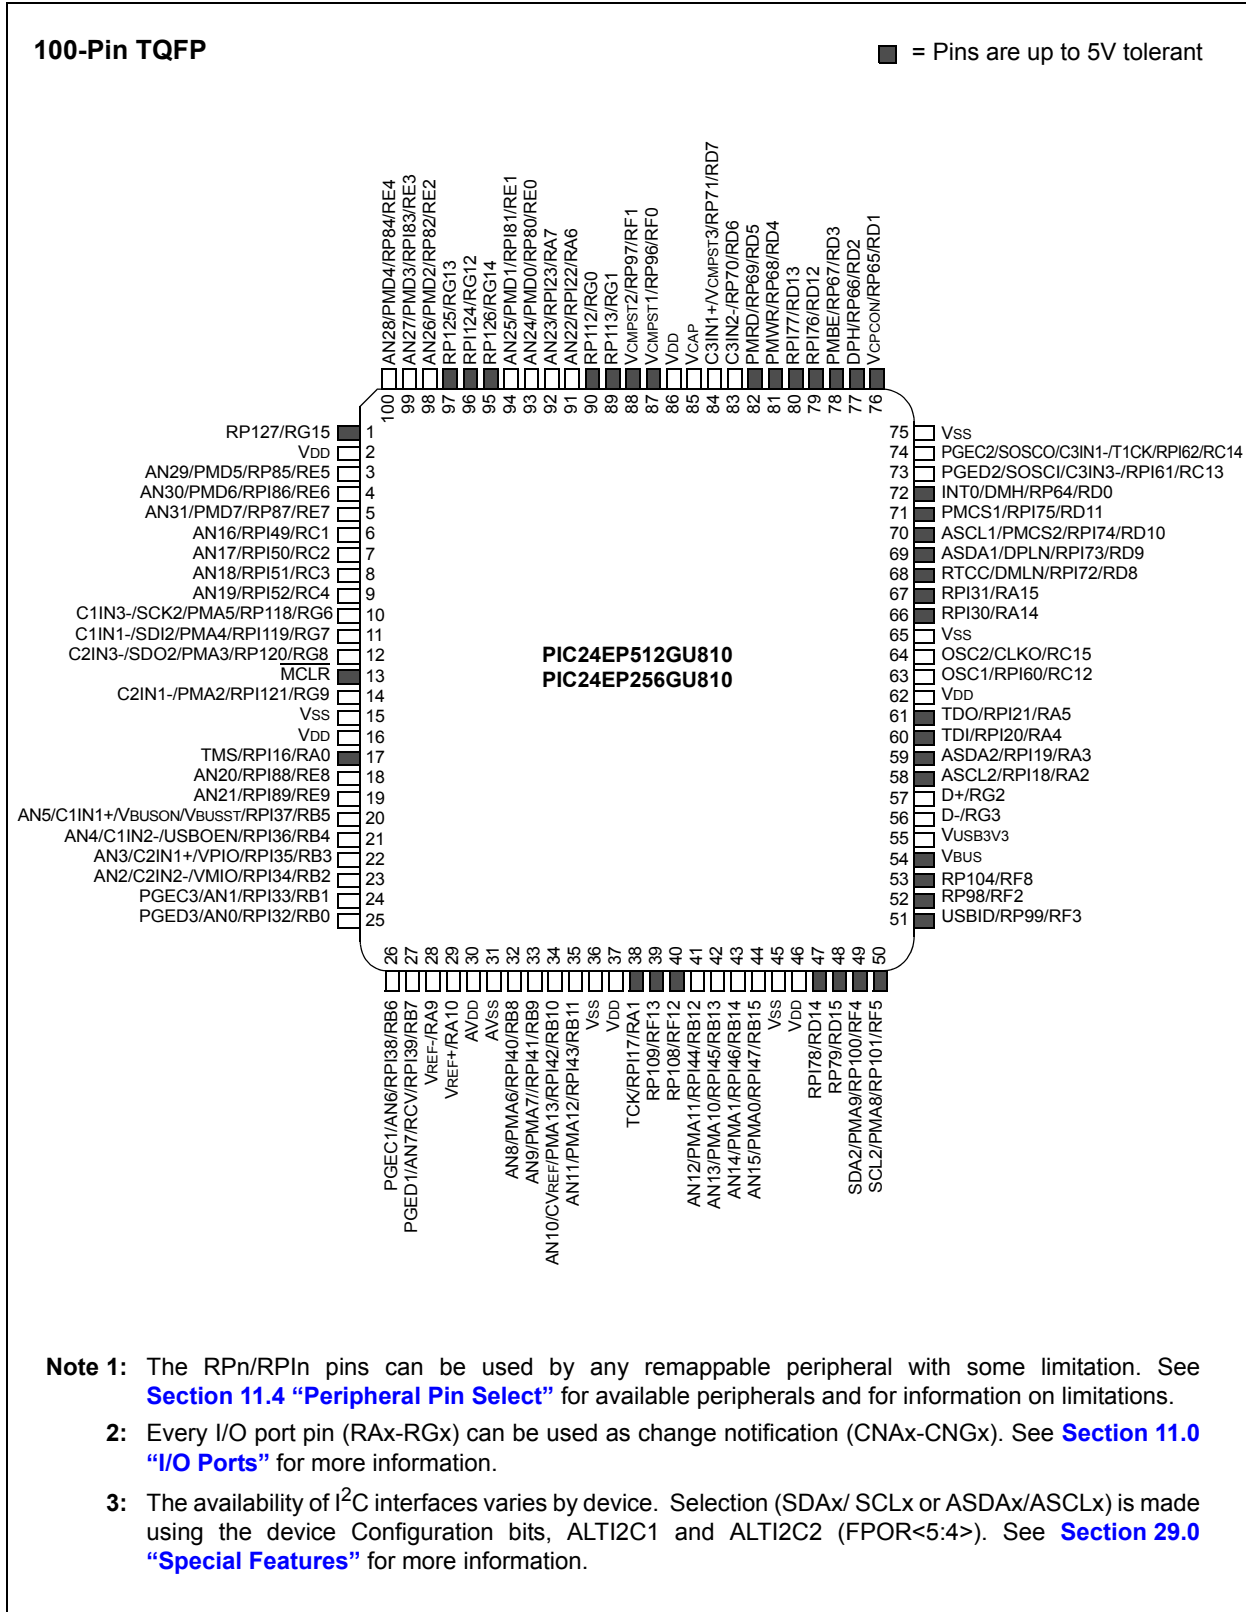 100-Pin TQFP
= Pins are up to 5V tolerant
AN28/PMD4/RP84/RE4
AN27/PMD3/RPI83/RE3
AN26/PMD2/RP82/RE2
RP125/RG13
RPI124/RG12
RP126/RG14
AN25/PMD1/RPI81/RE1
AN24/PMD0/RP80/RE0
AN23/RPI23/RA7
AN22/RPI22/RA6
RP112/RG0
RP113/RG1
VCMPST2/RP97/RF1
VCMPST1/RP96/RF0
VDD
VCAP
C3IN1+/VCMPST3/RP71/RD7
C3IN2-/RP70/RD6
PMRD/RP69/RD5
PMWR/RP68/RD4
RPI77/RD13
RPI76/RD12
PMBE/RP67/RD3
DPH/RP66/RD2
VCPCON/RP65/RD1
100 99 98 97 96 95 94 93 92 91 90 89 88 87 86 85 84 83 82 81 80 79 78 77 76
RP127/RG15 1
VDD 2
AN29/PMD5/RP85/RE5 3
AN30/PMD6/RPI86/RE6 4
AN31/PMD7/RP87/RE7 5
AN16/RPI49/RC1 6
AN17/RPI50/RC2 7
AN18/RPI51/RC3 8
AN19/RPI52/RC4 9
C1IN3-/SCK2/PMA5/RP118/RG6 10
C1IN1-/SDI2/PMA4/RPI119/RG7 11
C2IN3-/SDO2/PMA3/RP120/RG8 12
MCLR 13
C2IN1-/PMA2/RPI121/RG9 14
VSS 15
VDD 16
TMS/RPI16/RA0 17
AN20/RPI88/RE8 18
AN21/RPI89/RE9 19
AN5/C1IN1+/VBUSON/VBUSST/RPI37/RB5 20
AN4/C1IN2-/USBOEN/RPI36/RB4 21
AN3/C2IN1+/VPIO/RPI35/RB3 22
AN2/C2IN2-/VMIO/RPI34/RB2 23
PGEC3/AN1/RPI33/RB1 24
PGED3/AN0/RPI32/RB0 25
PIC24EP512GU810
PIC24EP256GU810
75 VSS
74 PGEC2/SOSCO/C3IN1-/T1CK/RPI62/RC14
73 PGED2/SOSCI/C3IN3-/RPI61/RC13
72 INT0/DMH/RP64/RD0
71 PMCS1/RPI75/RD11
70 ASCL1/PMCS2/RPI74/RD10
69 ASDA1/DPLN/RPI73/RD9
68 RTCC/DMLN/RPI72/RD8
67 RPI31/RA15
66 RPI30/RA14
65 VSS
64 OSC2/CLKO/RC15
63 OSC1/RPI60/RC12
62 VDD
61 TDO/RPI21/RA5
60 TDI/RPI20/RA4
59 ASDA2/RPI19/RA3
58 ASCL2/RPI18/RA2
57 D+/RG2
56 D-/RG3
55 VUSB3V3
54 VBUS
53 RP104/RF8
52 RP98/RF2
51 USBID/RP99/RF3
26 27 28 29 30 31 32 33 34 35 36 37 38 39 40 41 42 43 44 45 46 47 48 49 50
PGEC1/AN6/RPI38/RB6
PGED1/AN7/RCV/RPI39/RB7
VREF-/RA9
VREF+/RA10
AVDD
AVSS
AN8/PMA6/RPI40/RB8
AN9/PMA7/RPI41/RB9
AN10/CVREF/PMA13/RPI42/RB10
AN11/PMA12/RPI43/RB11
VSS
VDD
TCK/RPI17/RA1
RP109/RF13
RP108/RF12
AN12/PMA11/RPI44/RB12
AN13/PMA10/RPI45/RB13
AN14/PMA1/RPI46/RB14
AN15/PMA0/RPI47/RB15
VSS
VDD
RPI78/RD14
RP79/RD15
SDA2/PMA9/RP100/RF4
SCL2/PMA8/RP101/RF5
Note 1: The RPn/RPIn pins can be used by any remappable peripheral with some limitation. See
Section 11.4 “Peripheral Pin Select” for available peripherals and for information on limitations.
2: Every I/O port pin (RAx-RGx) can be used as change notification (CNAx-CNGx). See Section 11.0
“I/O Ports” for more information.
3: The availability of I2C interfaces varies by device. Selection (SDAx/ SCLx or ASDAx/ASCLx) is made
using the device Configuration bits, ALTI2C1 and ALTI2C2 (FPOR<5:4>). See Section 29.0
“Special Features” for more information.